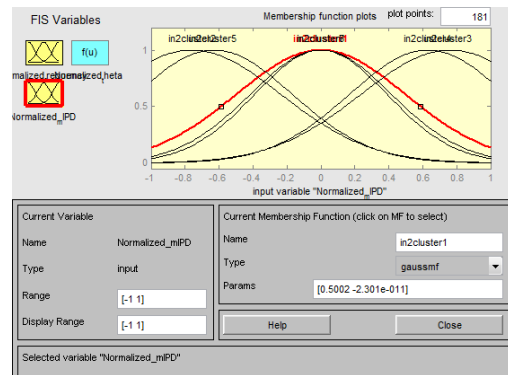 FIS Variables
Membership function plots
plot points:
181
f(u)
Normalized_mIPD
in2cluster3
1
0.5
0
-1 -0.8 -0.6 -0.4 -0.2 0 0.2 0.4 0.6 0.8 1
input variable "Normalized_mIPD"
Current Variable
Name Normalized_mIPD
Type input
Range [-1 1]
Display Range [-1 1]
Current Membership Function (click on MF to select)
Name in2cluster1
Type gaussmf
Params [0.5002 -2.301e-011]
Help Close
Selected variable "Normalized_mIPD"